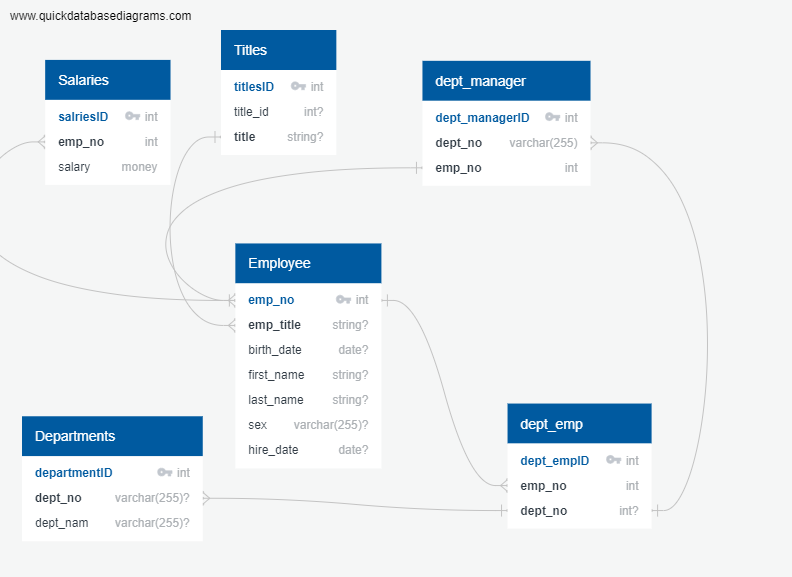 www.quickdatabasediagrams.com
Salaries
salriesID int
emp_no int
salary money
Titles
titlesID int
title_id int?
title string?
dept_manager
dept_managerID int
dept_no varchar(255)
emp_no int
Employee
emp_no int
emp_title string?
birth_date date?
first_name string?
last_name string?
sex varchar(255)?
hire_date date?
Departments
departmentID int
dept_no varchar(255)?
dept_nam varchar(255)?
dept_emp
dept_empID int
emp_no int
dept_no int?